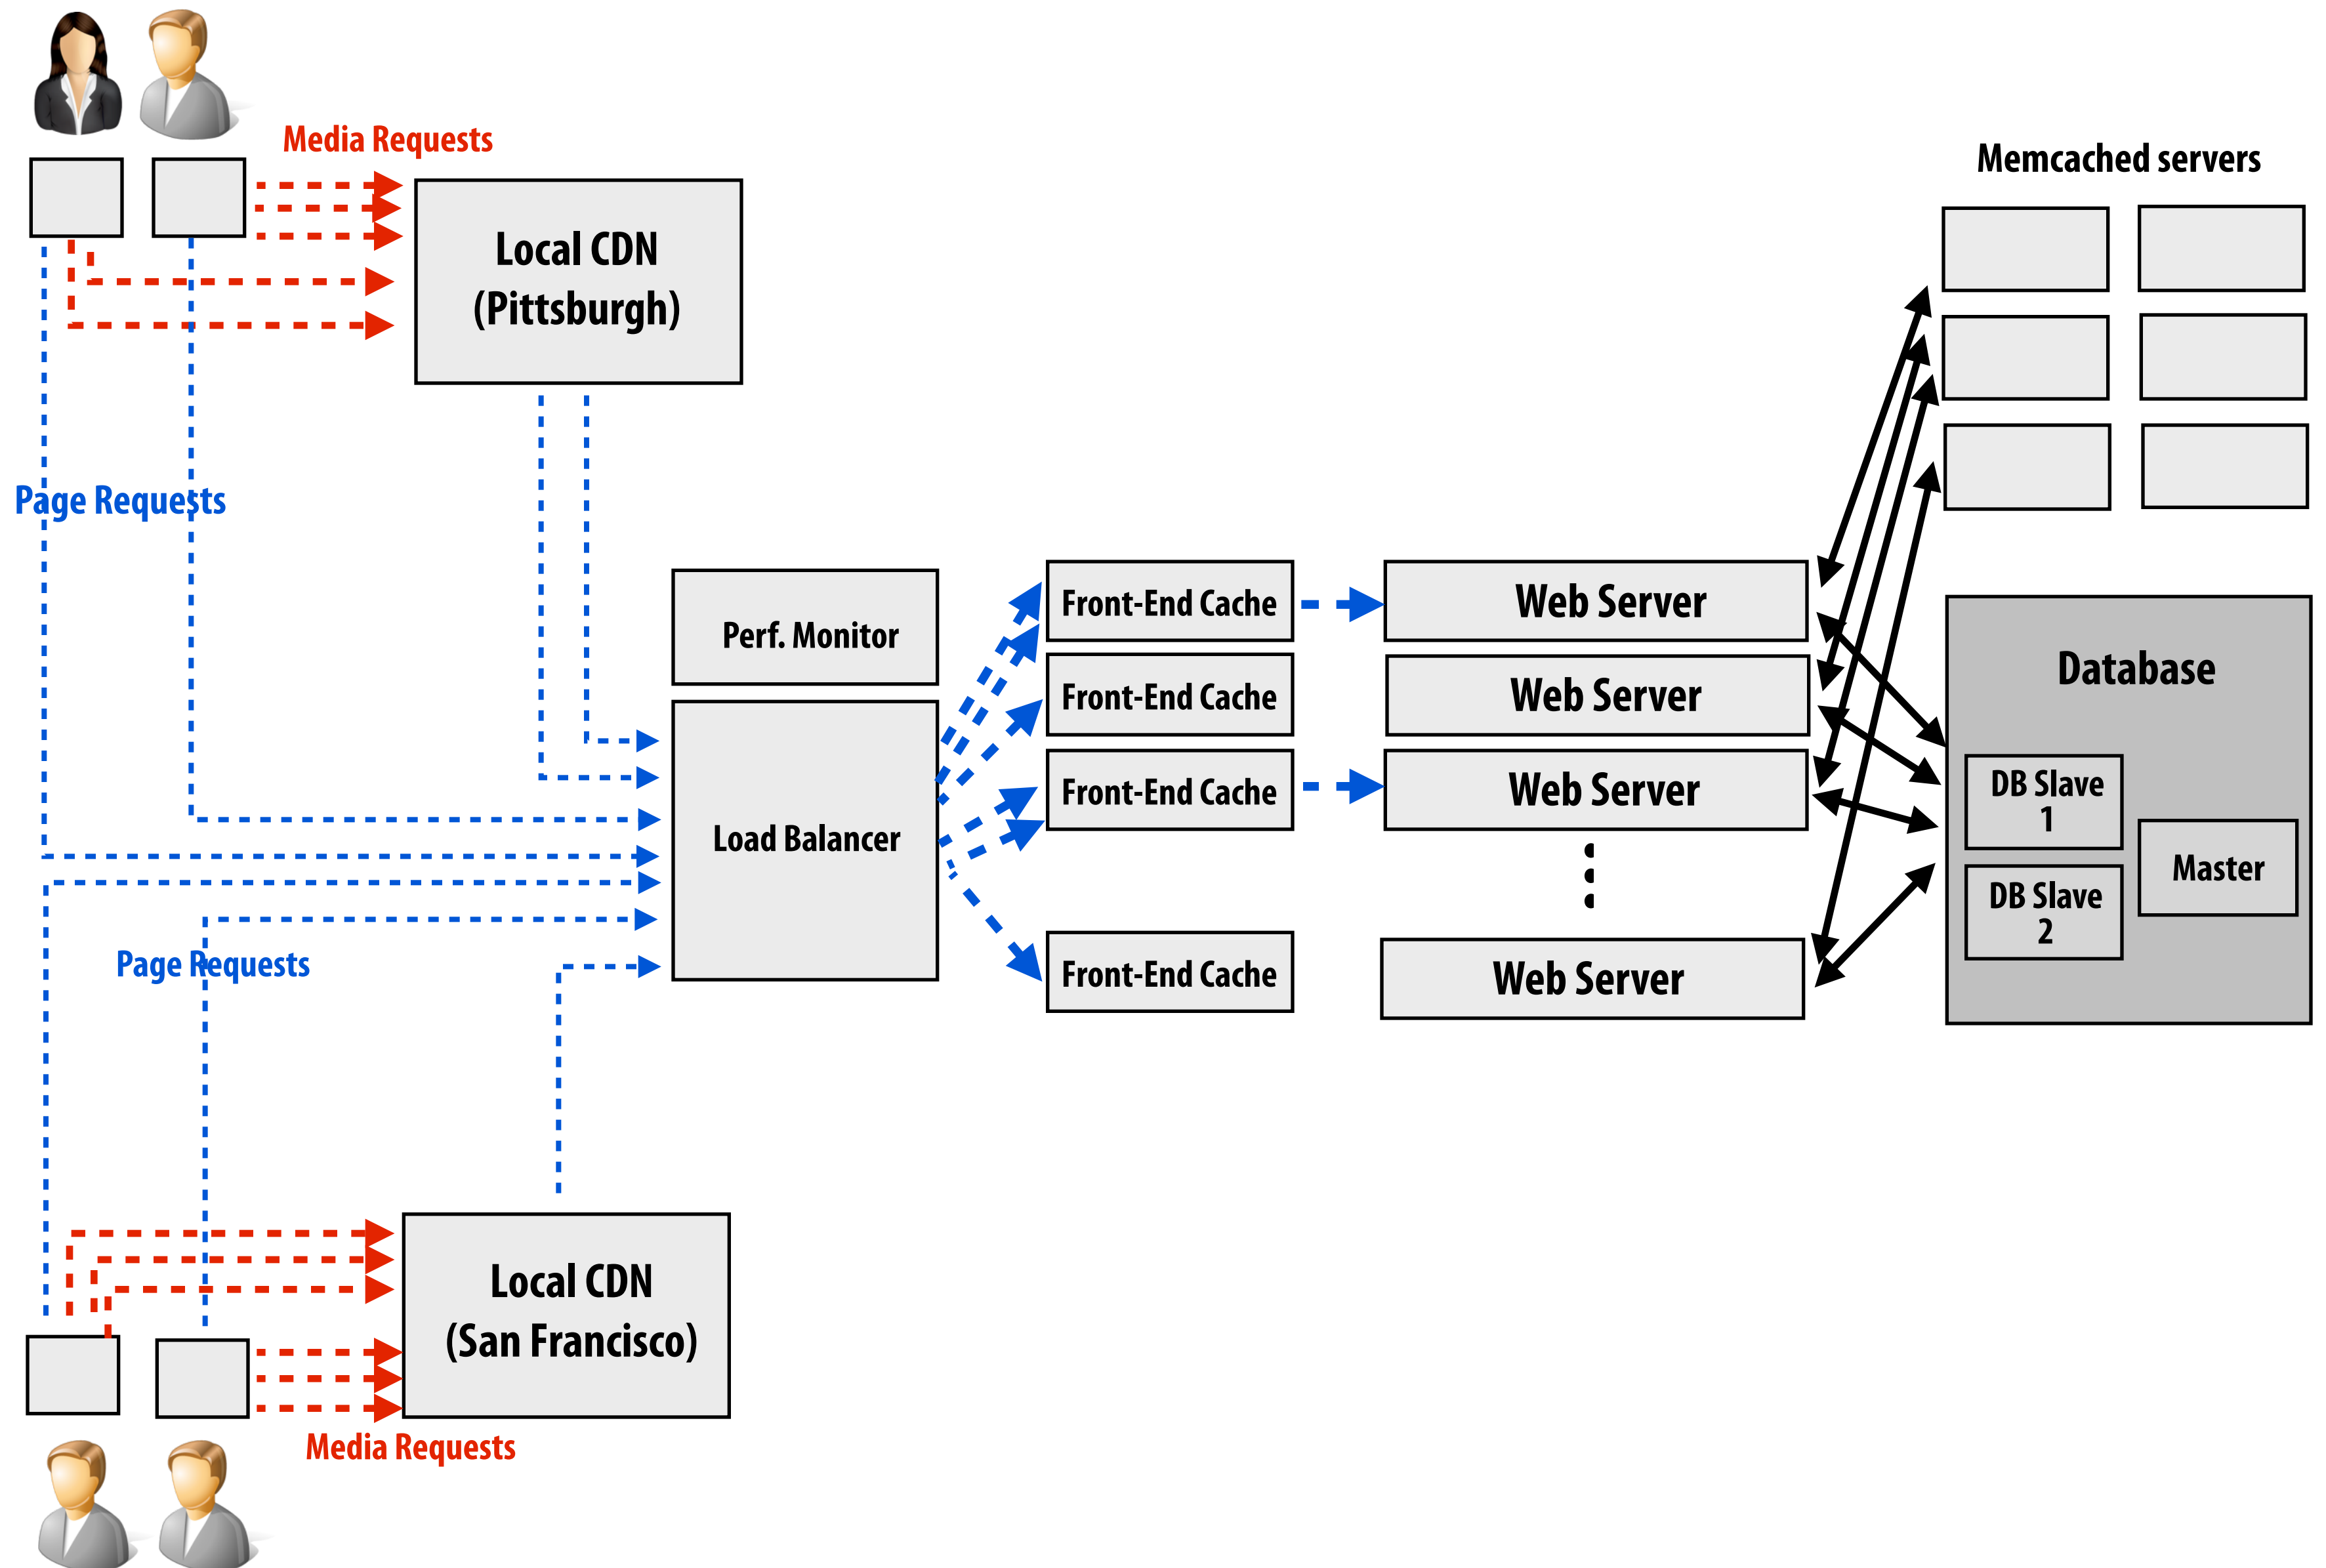 Media Requests
Memcached servers
Local CDN
(Pittsburgh)
Page Requests
Perf. Monitor
Load Balancer
Front-End Cache
Front-End Cache
Front-End Cache
Front-End Cache
Web Server
Web Server
Web Server
Web Server
Database
DB Slave
1
DB Slave
2
Master
Page Requests
Local CDN
(San Francisco)
Media Requests